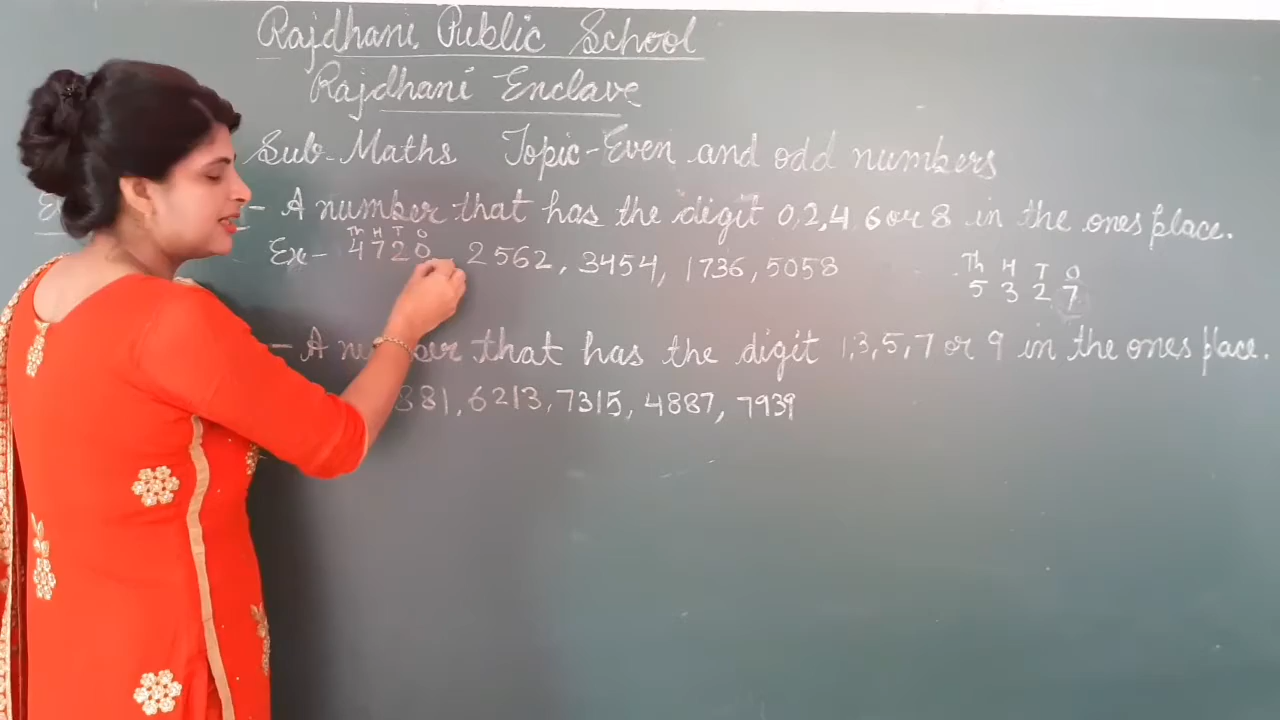 Rajdhani Public School
Rajdhani Enclave
Sub-Maths Topic-Even and odd numbers
- A number that has the digit 0,2,4,6 or 8 in the ones place.
Th H T O
Ex- 4720 2562, 3454, 1736, 5058
Th H T O
5 3 2 7
- A number that has the digit 1,3,5,7 or 9 in the ones place.
881, 6213, 7315, 4887, 7939